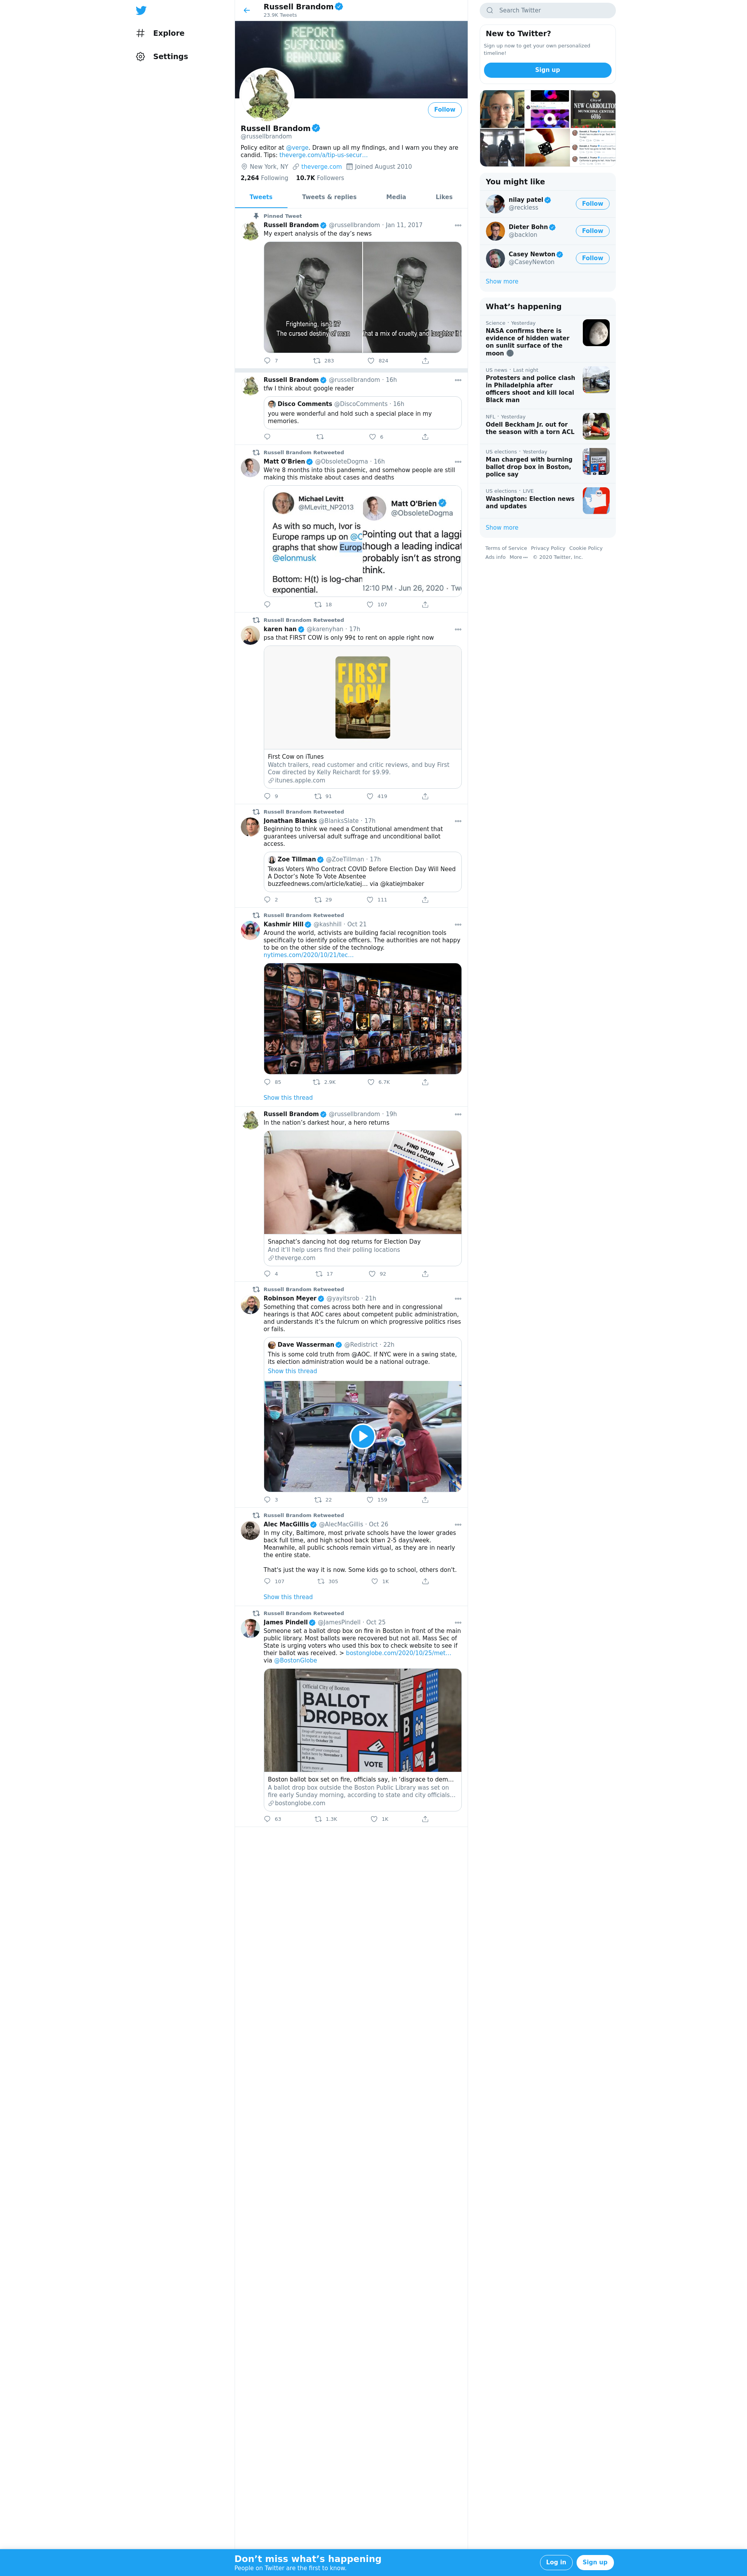 Explore
Settings
Russell Brandom
23.9K Tweets
REPORT
SUSPICIOUS
BEHAVIOUR
Follow
Russell Brandom
@russellbrandom
Policy editor at @verge. Drawn up all my findings, and I warn you they are
candid. Tips: theverge.com/a/tip-us-secur…
New York, NY theverge.com Joined August 2010
2,264 Following 10.7K Followers
Tweets Tweets & replies Media Likes
Pinned Tweet
Russell Brandom @russellbrandom · Jan 11, 2017
My expert analysis of the day's news
Frightening, isn't it?
The cursed destiny of man
that a mix of cruelty and laughter i
7 283 824
Russell Brandom @russellbrandom · 16h
tfw I think about google reader
Disco Comments @DiscoComments · 16h
you were wonderful and hold such a special place in my
memories.
6
Russell Brandom Retweeted
Matt O'Brien @ObsoleteDogma · 16h
We're 8 months into this pandemic, and somehow people are still
making this mistake about cases and deaths
Michael Levitt
@MLevitt_NP2013
As with so much, Ivor is
Europe ramps up on @C
graphs that show Europ
@elonmusk
Bottom: H(t) is log-char
exponential.
Matt O'Brien
@ObsoleteDogma
Pointing out that a laggi
though a leading indicat
probably isn't as strong
think.
12:10 PM · Jun 26, 2020 · Tw
18 107
Russell Brandom Retweeted
karen han @karenyhan · 17h
psa that FIRST COW is only 99¢ to rent on apple right now
FIRST
COW
First Cow on iTunes
Watch trailers, read customer and critic reviews, and buy First
Cow directed by Kelly Reichardt for $9.99.
itunes.apple.com
9 91 419
Russell Brandom Retweeted
Jonathan Blanks @BlanksSlate · 17h
Beginning to think we need a Constitutional amendment that
guarantees universal adult suffrage and unconditional ballot
access.
Zoe Tillman @ZoeTillman · 17h
Texas Voters Who Contract COVID Before Election Day Will Need
A Doctor's Note To Vote Absentee
buzzfeednews.com/article/katiej… via @katiejmbaker
2 29 111
Russell Brandom Retweeted
Kashmir Hill @kashhill · Oct 21
Around the world, activists are building facial recognition tools
specifically to identify police officers. The authorities are not happy
to be on the other side of the technology.
nytimes.com/2020/10/21/tec…
85 2.9K 6.7K
Show this thread
Russell Brandom @russellbrandom · 19h
In the nation's darkest hour, a hero returns
FIND YOUR
POLLING LOCATION
Snapchat's dancing hot dog returns for Election Day
And it'll help users find their polling locations
theverge.com
4 17 92
Russell Brandom Retweeted
Robinson Meyer @yayitsrob · 21h
Something that comes across both here and in congressional
hearings is that AOC cares about competent public administration,
and understands it's the fulcrum on which progressive politics rises
or falls.
Dave Wasserman @Redistrict · 22h
This is some cold truth from @AOC. If NYC were in a swing state,
its election administration would be a national outrage.
Show this thread
3 22 159
Russell Brandom Retweeted
Alec MacGillis @AlecMacGillis · Oct 26
In my city, Baltimore, most private schools have the lower grades
back full time, and high school back btwn 2-5 days/week.
Meanwhile, all public schools remain virtual, as they are in nearly
the entire state.
That's just the way it is now. Some kids go to school, others don't.
107 305 1K
Show this thread
Russell Brandom Retweeted
James Pindell @JamesPindell · Oct 25
Someone set a ballot drop box on fire in Boston in front of the main
public library. Most ballots were recovered but not all. Mass Sec of
State is urging voters who used this box to check website to see if
their ballot was received. > bostonglobe.com/2020/10/25/met…
via @BostonGlobe
Official City of Boston
BALLOT
DROPBOX
VOTE
Boston ballot box set on fire, officials say, in 'disgrace to dem…
A ballot drop box outside the Boston Public Library was set on
fire early Sunday morning, according to state and city officials…
bostonglobe.com
63 1.3K 1K
Search Twitter
New to Twitter?
Sign up now to get your own personalized
timeline!
Sign up
City of
NEW CARROLLTON
MUNICIPAL CENTER
6016
You might like
nilay patel
@reckless
Follow
Dieter Bohn
@backlon
Follow
Casey Newton
@CaseyNewton
Follow
Show more
What's happening
Science · Yesterday
NASA confirms there is
evidence of hidden water
on sunlit surface of the
moon
US news · Last night
Protests and police clash
in Philadelphia after
officers shoot and kill local
Black man
NFL · Yesterday
Odell Beckham Jr. out for
the season with a torn ACL
US elections · Yesterday
Man charged with burning
ballot drop box in Boston,
police say
US elections · LIVE
Washington: Election news
and updates
Show more
Terms of Service Privacy Policy Cookie Policy
Ads info More © 2020 Twitter, Inc.
Don't miss what's happening
People on Twitter are the first to know.
Log in Sign up